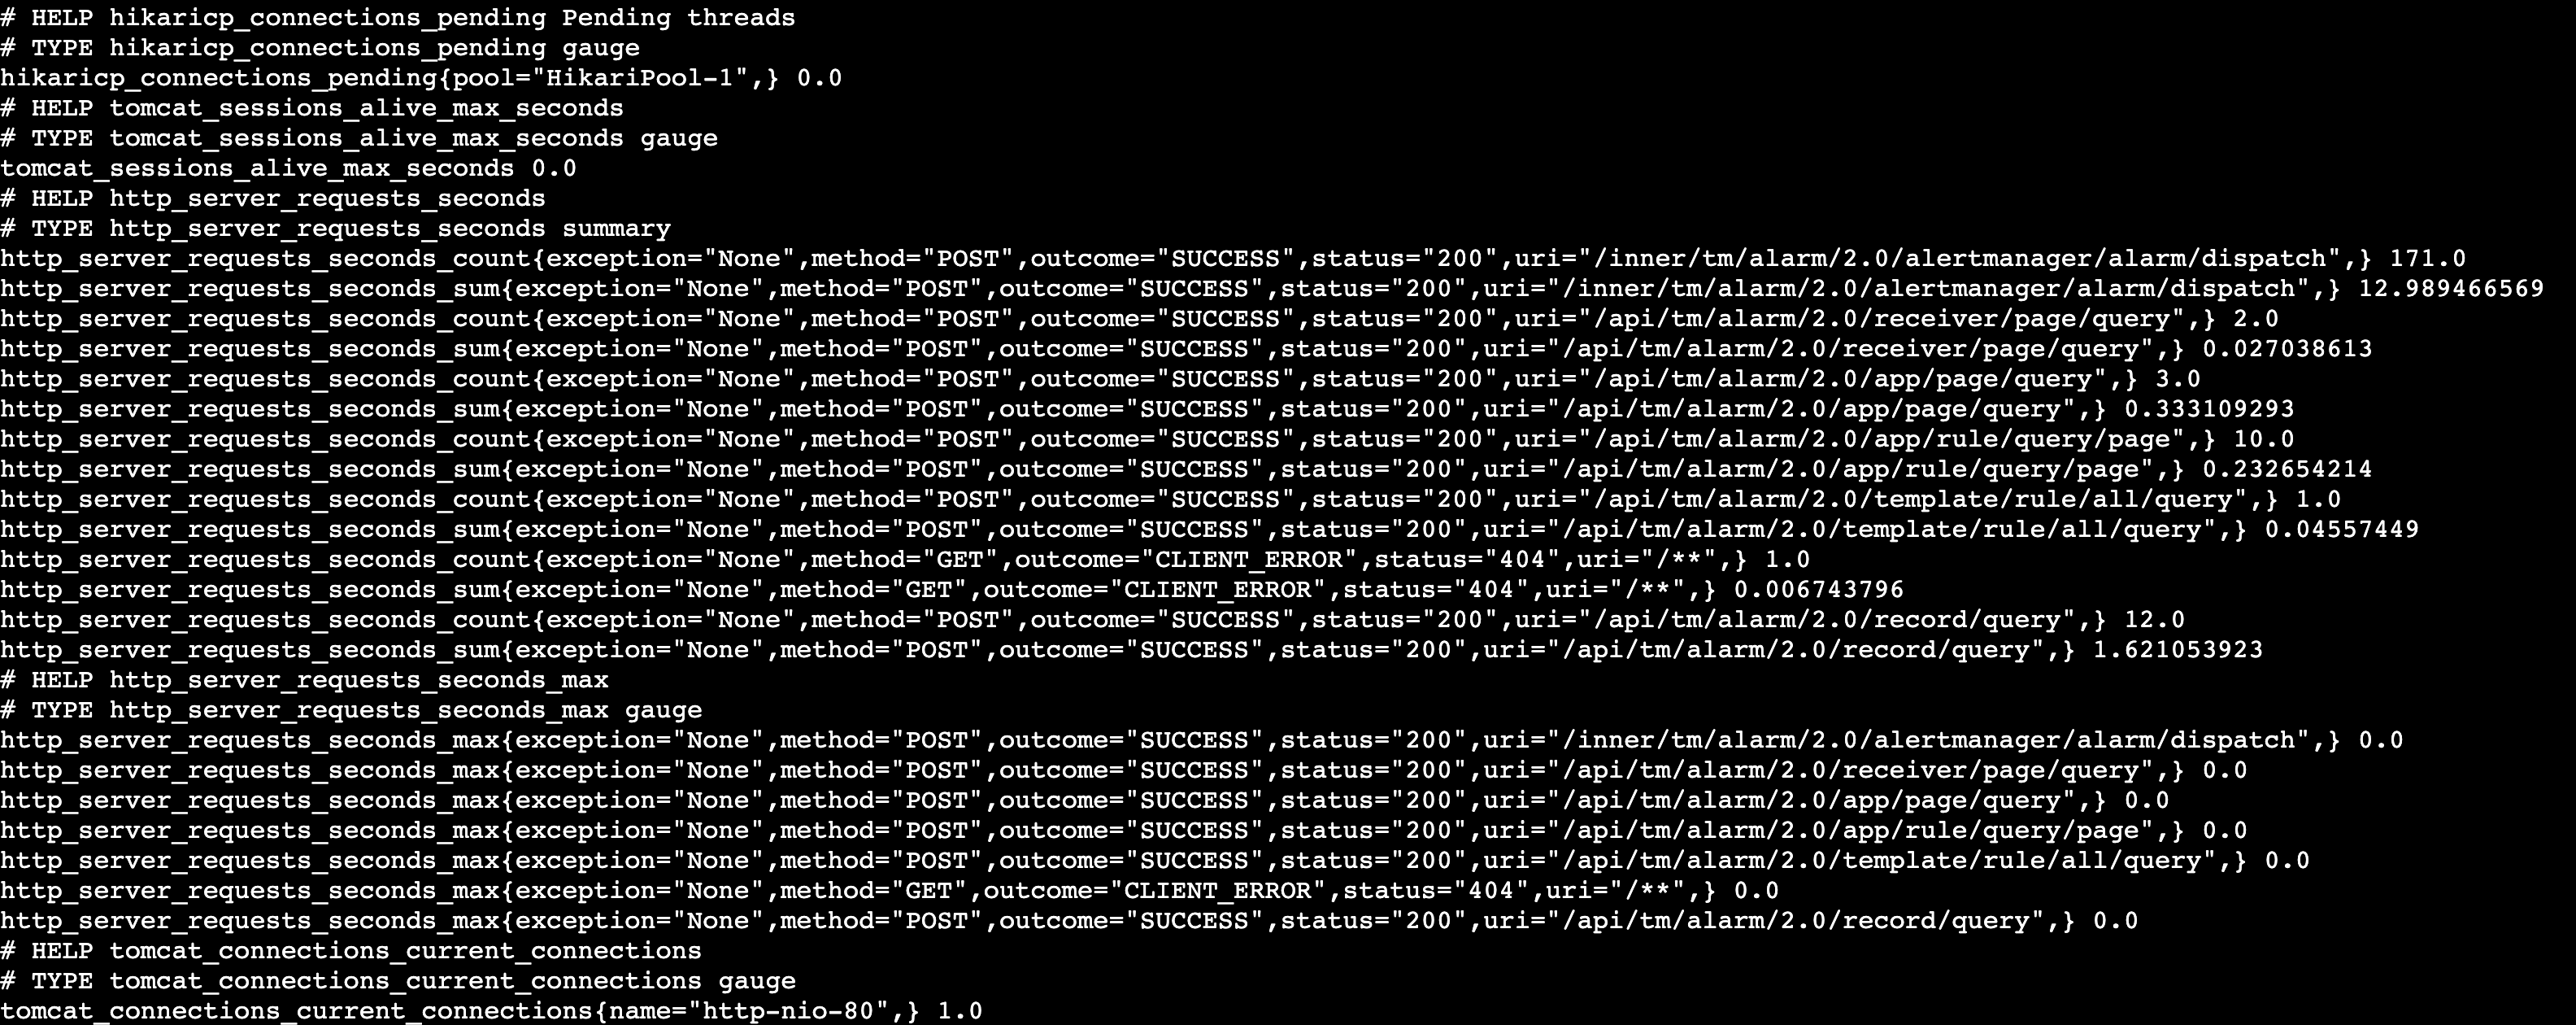 # HELP hikaricp_connections_pending Pending threads
# TYPE hikaricp_connections_pending gauge
hikaricp_connections_pending{pool="HikariPool-1",} 0.0
# HELP tomcat_sessions_alive_max_seconds
# TYPE tomcat_sessions_alive_max_seconds gauge
tomcat_sessions_alive_max_seconds 0.0
# HELP http_server_requests_seconds
# TYPE http_server_requests_seconds summary
http_server_requests_seconds_count{exception="None",method="POST",outcome="SUCCESS",status="200",uri="/inner/tm/alarm/2.0/alertmanager/alarm/dispatch",} 171.0
http_server_requests_seconds_sum{exception="None",method="POST",outcome="SUCCESS",status="200",uri="/inner/tm/alarm/2.0/alertmanager/alarm/dispatch",} 12.989466569
http_server_requests_seconds_count{exception="None",method="POST",outcome="SUCCESS",status="200",uri="/api/tm/alarm/2.0/receiver/page/query",} 2.0
http_server_requests_seconds_sum{exception="None",method="POST",outcome="SUCCESS",status="200",uri="/api/tm/alarm/2.0/receiver/page/query",} 0.027038613
http_server_requests_seconds_count{exception="None",method="POST",outcome="SUCCESS",status="200",uri="/api/tm/alarm/2.0/app/page/query",} 3.0
http_server_requests_seconds_sum{exception="None",method="POST",outcome="SUCCESS",status="200",uri="/api/tm/alarm/2.0/app/page/query",} 0.333109293
http_server_requests_seconds_count{exception="None",method="POST",outcome="SUCCESS",status="200",uri="/api/tm/alarm/2.0/app/rule/query/page",} 10.0
http_server_requests_seconds_sum{exception="None",method="POST",outcome="SUCCESS",status="200",uri="/api/tm/alarm/2.0/app/rule/query/page",} 0.232654214
http_server_requests_seconds_count{exception="None",method="POST",outcome="SUCCESS",status="200",uri="/api/tm/alarm/2.0/template/rule/all/query",} 1.0
http_server_requests_seconds_sum{exception="None",method="POST",outcome="SUCCESS",status="200",uri="/api/tm/alarm/2.0/template/rule/all/query",} 0.04557449
http_server_requests_seconds_count{exception="None",method="GET",outcome="CLIENT_ERROR",status="404",uri="/**",} 1.0
http_server_requests_seconds_sum{exception="None",method="GET",outcome="CLIENT_ERROR",status="404",uri="/**",} 0.006743796
http_server_requests_seconds_count{exception="None",method="POST",outcome="SUCCESS",status="200",uri="/api/tm/alarm/2.0/record/query",} 12.0
http_server_requests_seconds_sum{exception="None",method="POST",outcome="SUCCESS",status="200",uri="/api/tm/alarm/2.0/record/query",} 1.621053923
# HELP http_server_requests_seconds_max
# TYPE http_server_requests_seconds_max gauge
http_server_requests_seconds_max{exception="None",method="POST",outcome="SUCCESS",status="200",uri="/inner/tm/alarm/2.0/alertmanager/alarm/dispatch",} 0.0
http_server_requests_seconds_max{exception="None",method="POST",outcome="SUCCESS",status="200",uri="/api/tm/alarm/2.0/receiver/page/query",} 0.0
http_server_requests_seconds_max{exception="None",method="POST",outcome="SUCCESS",status="200",uri="/api/tm/alarm/2.0/app/page/query",} 0.0
http_server_requests_seconds_max{exception="None",method="POST",outcome="SUCCESS",status="200",uri="/api/tm/alarm/2.0/app/rule/query/page",} 0.0
http_server_requests_seconds_max{exception="None",method="POST",outcome="SUCCESS",status="200",uri="/api/tm/alarm/2.0/template/rule/all/query",} 0.0
http_server_requests_seconds_max{exception="None",method="GET",outcome="CLIENT_ERROR",status="404",uri="/**",} 0.0
http_server_requests_seconds_max{exception="None",method="POST",outcome="SUCCESS",status="200",uri="/api/tm/alarm/2.0/record/query",} 0.0
# HELP tomcat_connections_current_connections
# TYPE tomcat_connections_current_connections gauge
tomcat_connections_current_connections{name="http-nio-80",} 1.0